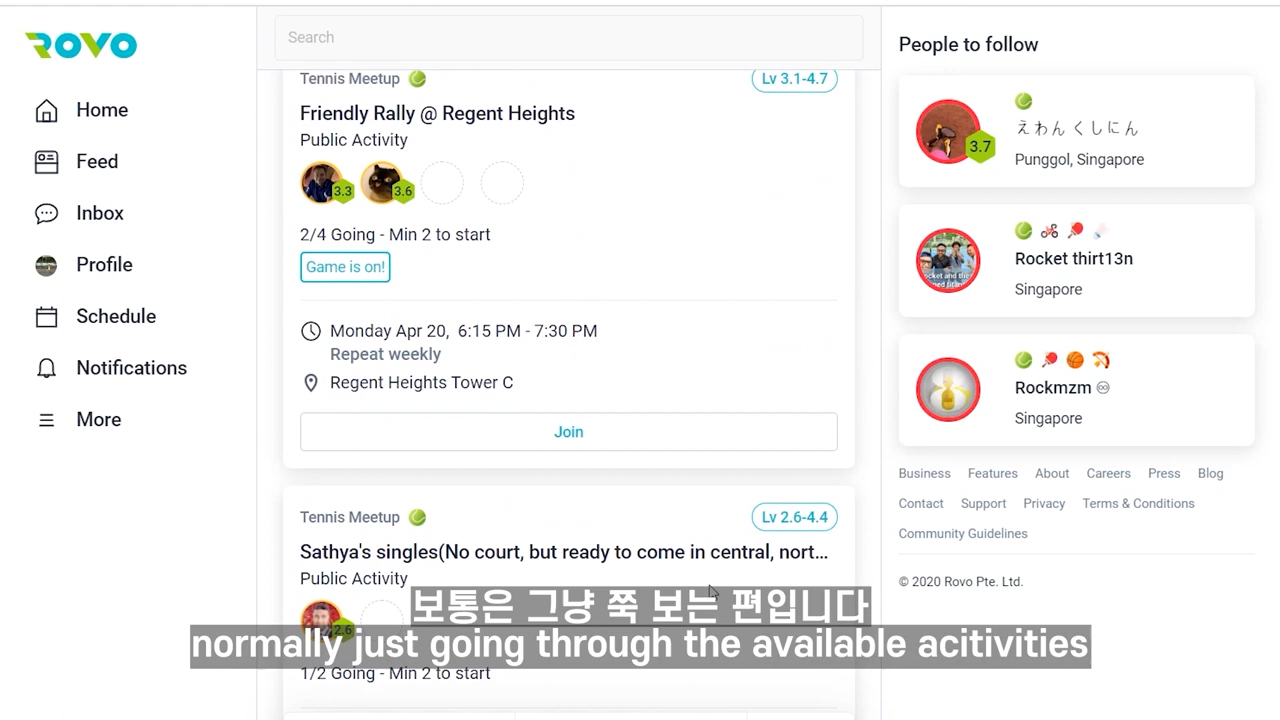 ROVO
Home
Feed
Inbox
Profile
Schedule
Notifications
More
Search
Tennis Meetup
Lv 3.1-4.7
Friendly Rally @ Regent Heights
Public Activity
3.3
3.6
2/4 Going - Min 2 to start
Game is on!
Monday Apr 20, 6:15 PM - 7:30 PM
Repeat weekly
Regent Heights Tower C
Join
Tennis Meetup
Lv 2.6-4.4
Sathya's singles(No court, but ready to come in central, nort...
Public Activity
2.6
1/2 Going - Min 2 to start
보통은 그냥 쭉 보는 편입니다
normally just going through the available acitivities
People to follow
3.7
えわん くしにん
Punggol, Singapore
Rocket thirt13n
Singapore
Rockmzm ♾
Singapore
Business Features About Careers Press Blog
Contact Support Privacy Terms & Conditions
Community Guidelines
© 2020 Rovo Pte. Ltd.